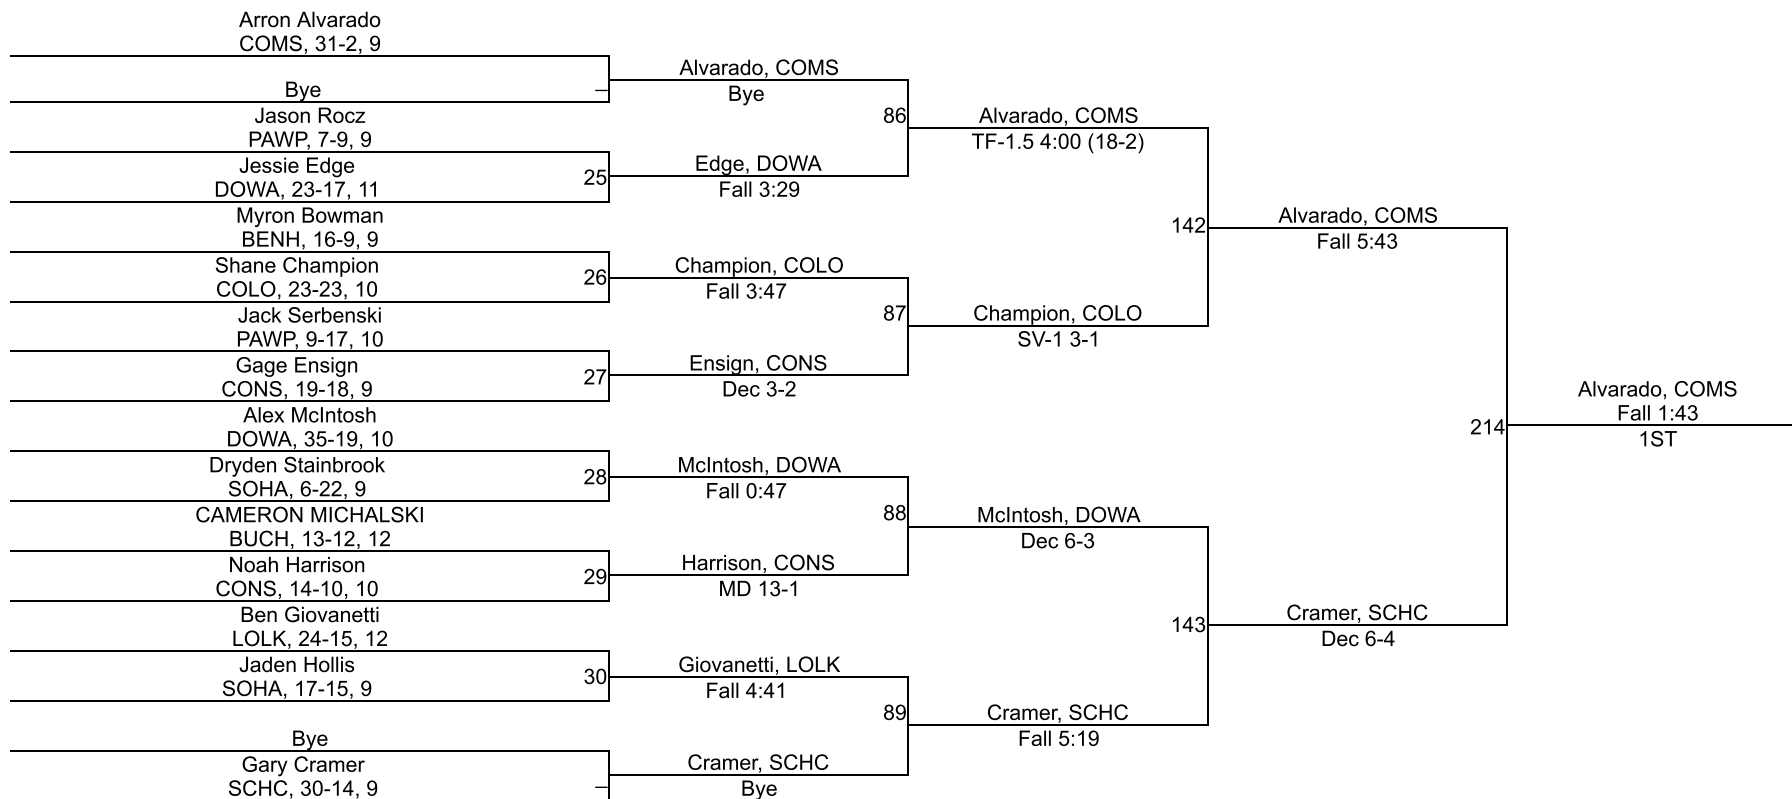 Arron Alvarado
COMS, 31-2, 9
Bye
–
Jason Rocz
PAWP, 7-9, 9
Jessie Edge
DOWA, 23-17, 11
25
Myron Bowman
BENH, 16-9, 9
Shane Champion
COLO, 23-23, 10
26
Jack Serbenski
PAWP, 9-17, 10
Gage Ensign
CONS, 19-18, 9
27
Alex McIntosh
DOWA, 35-19, 10
Dryden Stainbrook
SOHA, 6-22, 9
28
CAMERON MICHALSKI
BUCH, 13-12, 12
Noah Harrison
CONS, 14-10, 10
29
Ben Giovanetti
LOLK, 24-15, 12
Jaden Hollis
SOHA, 17-15, 9
30
Bye
Gary Cramer
SCHC, 30-14, 9
–
Alvarado, COMS
Bye
86
Edge, DOWA
Fall 3:29
Champion, COLO
Fall 3:47
87
Ensign, CONS
Dec 3-2
McIntosh, DOWA
Fall 0:47
88
Harrison, CONS
MD 13-1
Giovanetti, LOLK
Fall 4:41
89
Cramer, SCHC
Bye
Alvarado, COMS
TF-1.5 4:00 (18-2)
142
Champion, COLO
SV-1 3-1
McIntosh, DOWA
Dec 6-3
143
Cramer, SCHC
Fall 5:19
Alvarado, COMS
Fall 5:43
214
Cramer, SCHC
Dec 6-4
Alvarado, COMS
Fall 1:43
1ST